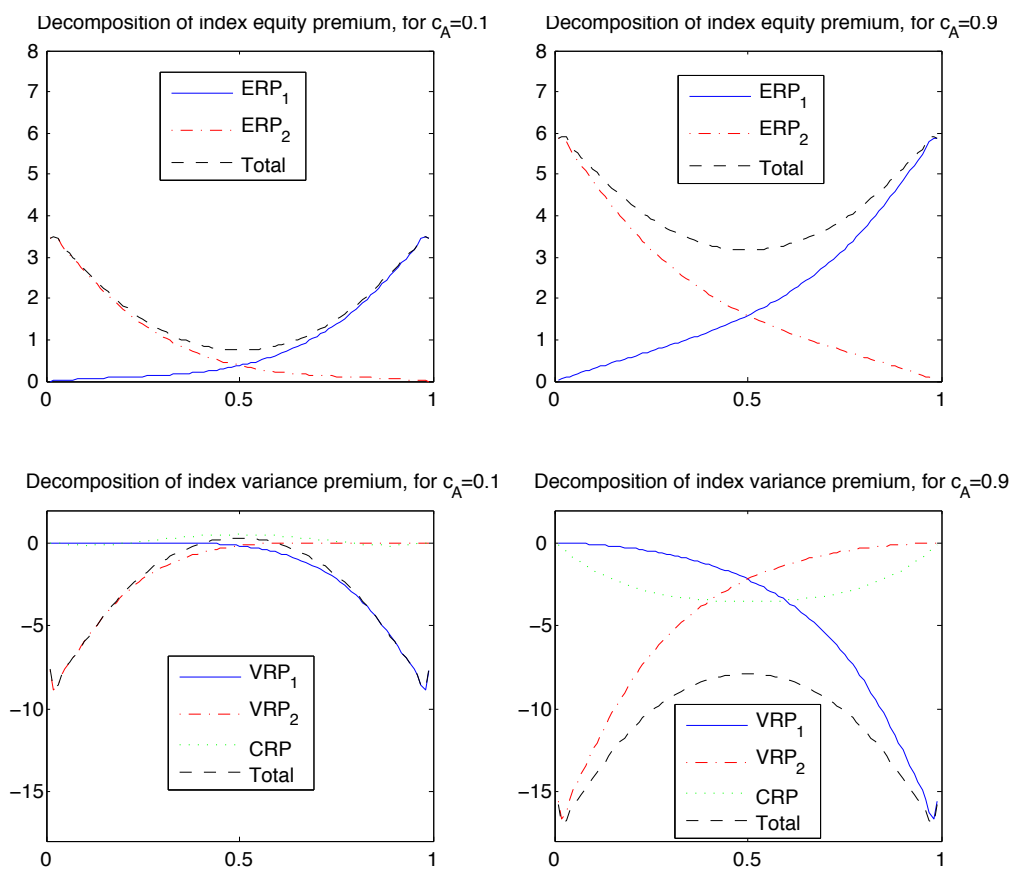 Decomposition of index equity premium, for c_A=0.1
8
7
6
5
4
3
2
1
0
0
0.5
1
ERP_1
ERP_2
Total
Decomposition of index equity premium, for c_A=0.9
8
7
6
5
4
3
2
1
0
0
0.5
1
ERP_1
ERP_2
Total
Decomposition of index variance premium, for c_A=0.1
0
−5
−10
−15
0
0.5
1
VRP_1
VRP_2
CRP
Total
Decomposition of index variance premium, for c_A=0.9
0
−5
−10
−15
0
0.5
1
VRP_1
VRP_2
CRP
Total